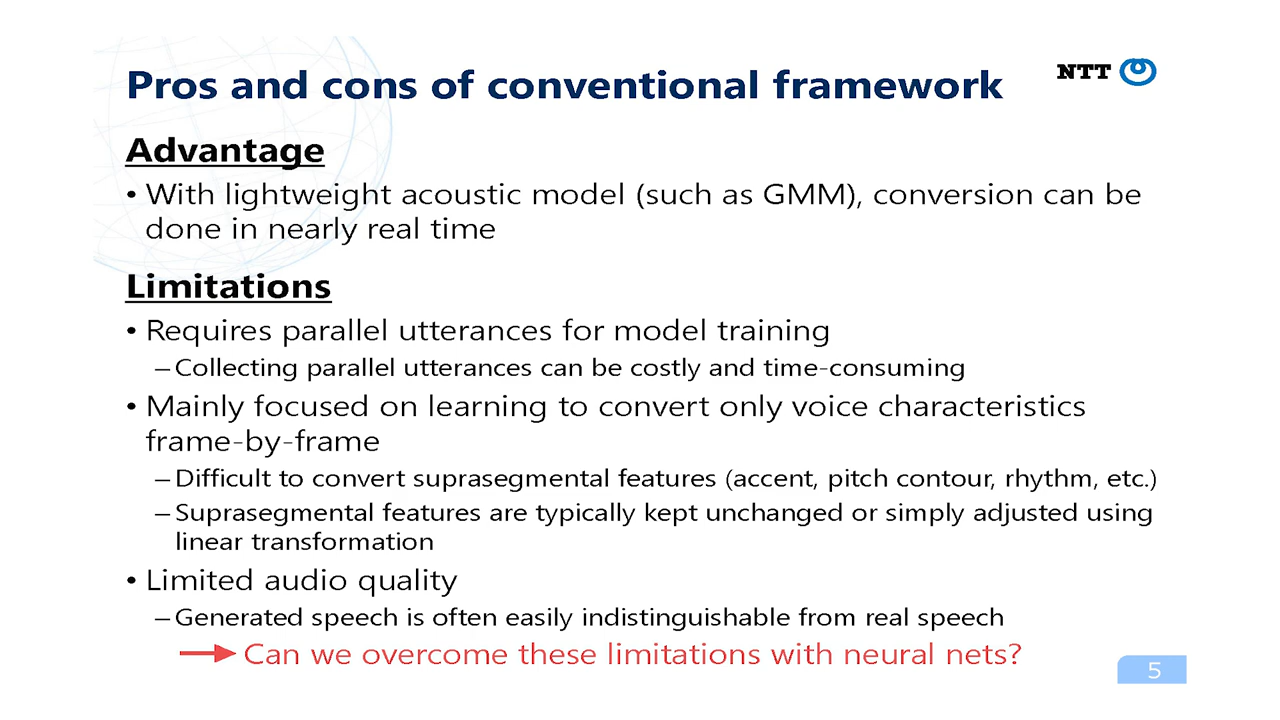 Pros and cons of conventional framework
NTT
Advantage
• With lightweight acoustic model (such as GMM), conversion can be
done in nearly real time
Limitations
• Requires parallel utterances for model training
– Collecting parallel utterances can be costly and time-consuming
• Mainly focused on learning to convert only voice characteristics
frame-by-frame
– Difficult to convert suprasegmental features (accent, pitch contour, rhythm, etc.)
– Suprasegmental features are typically kept unchanged or simply adjusted using
linear transformation
• Limited audio quality
– Generated speech is often easily indistinguishable from real speech
Can we overcome these limitations with neural nets?
5